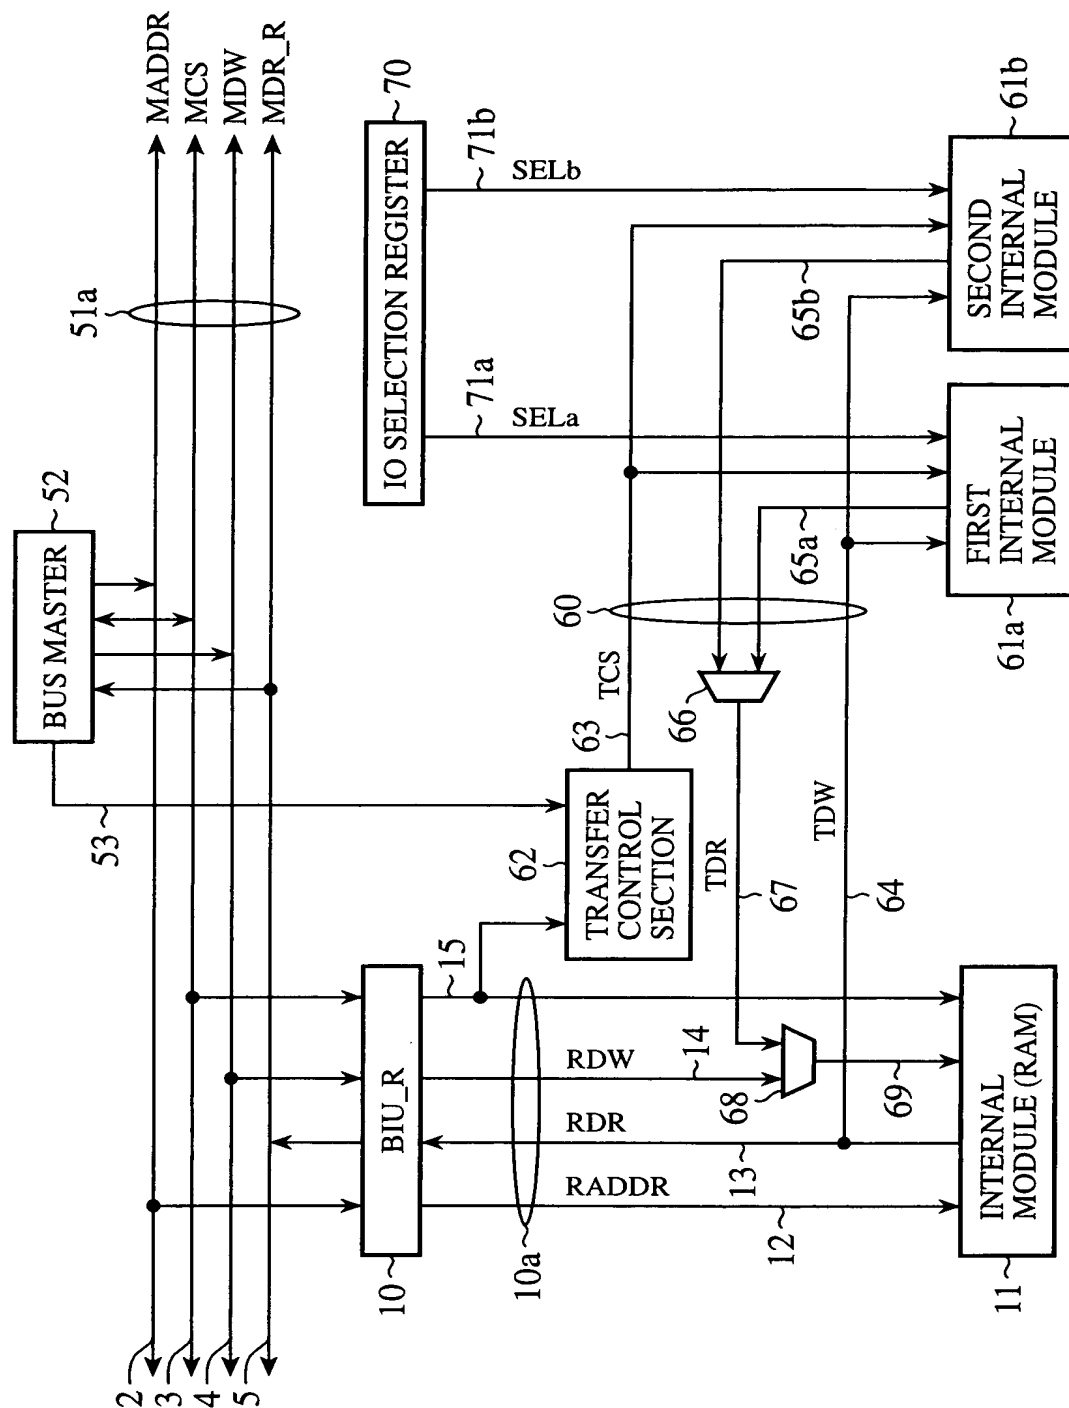 2
3
4
5
MADDR
MCS
MDW
MDR_R
51a
BUS MASTER
52
53
BIU_R
10
10a
RADDR
RDR
RDW
12
13
14
15
INTERNAL
MODULE (RAM)
11
TRANSFER
CONTROL
SECTION
62
63
TCS
60
TDR
67
TDW
64
66
68
69
IO SELECTION REGISTER
70
71a
SELa
71b
SELb
65a
65b
FIRST
INTERNAL
MODULE
61a
SECOND
INTERNAL
MODULE
61b